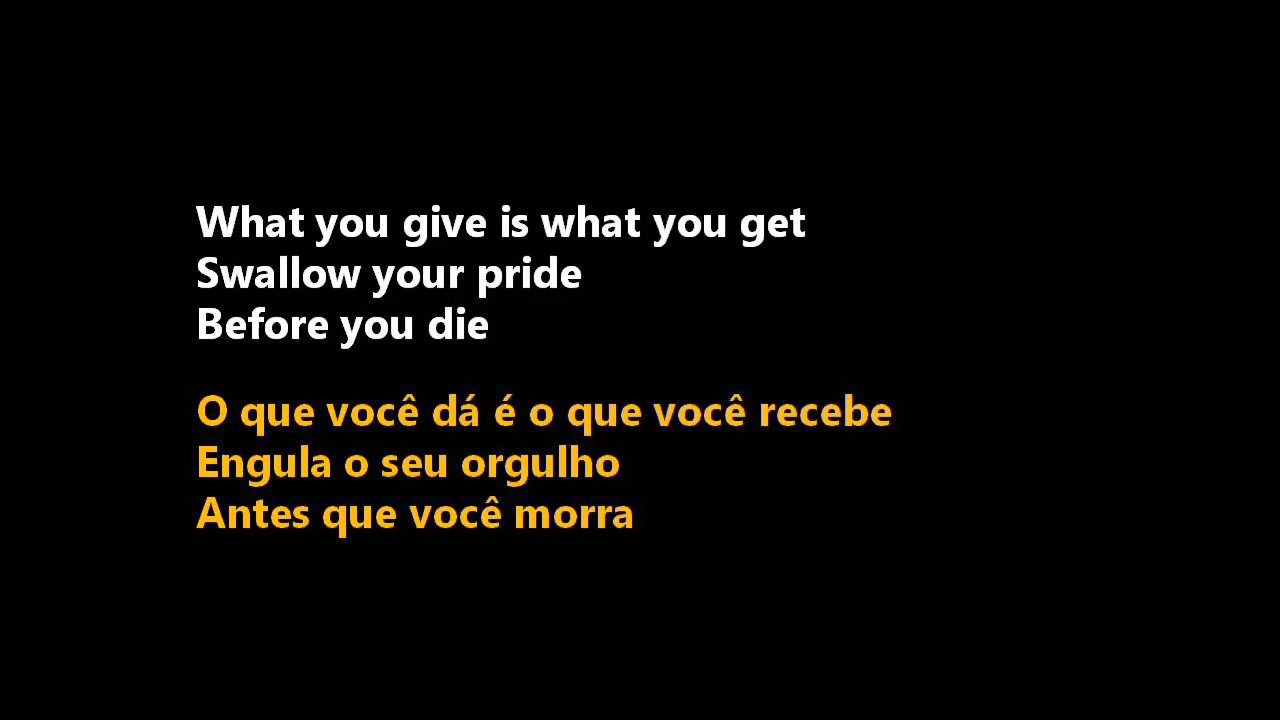 What you give is what you get
Swallow your pride
Before you die
O que você dá é o que você recebe
Engula o seu orgulho
Antes que você morra